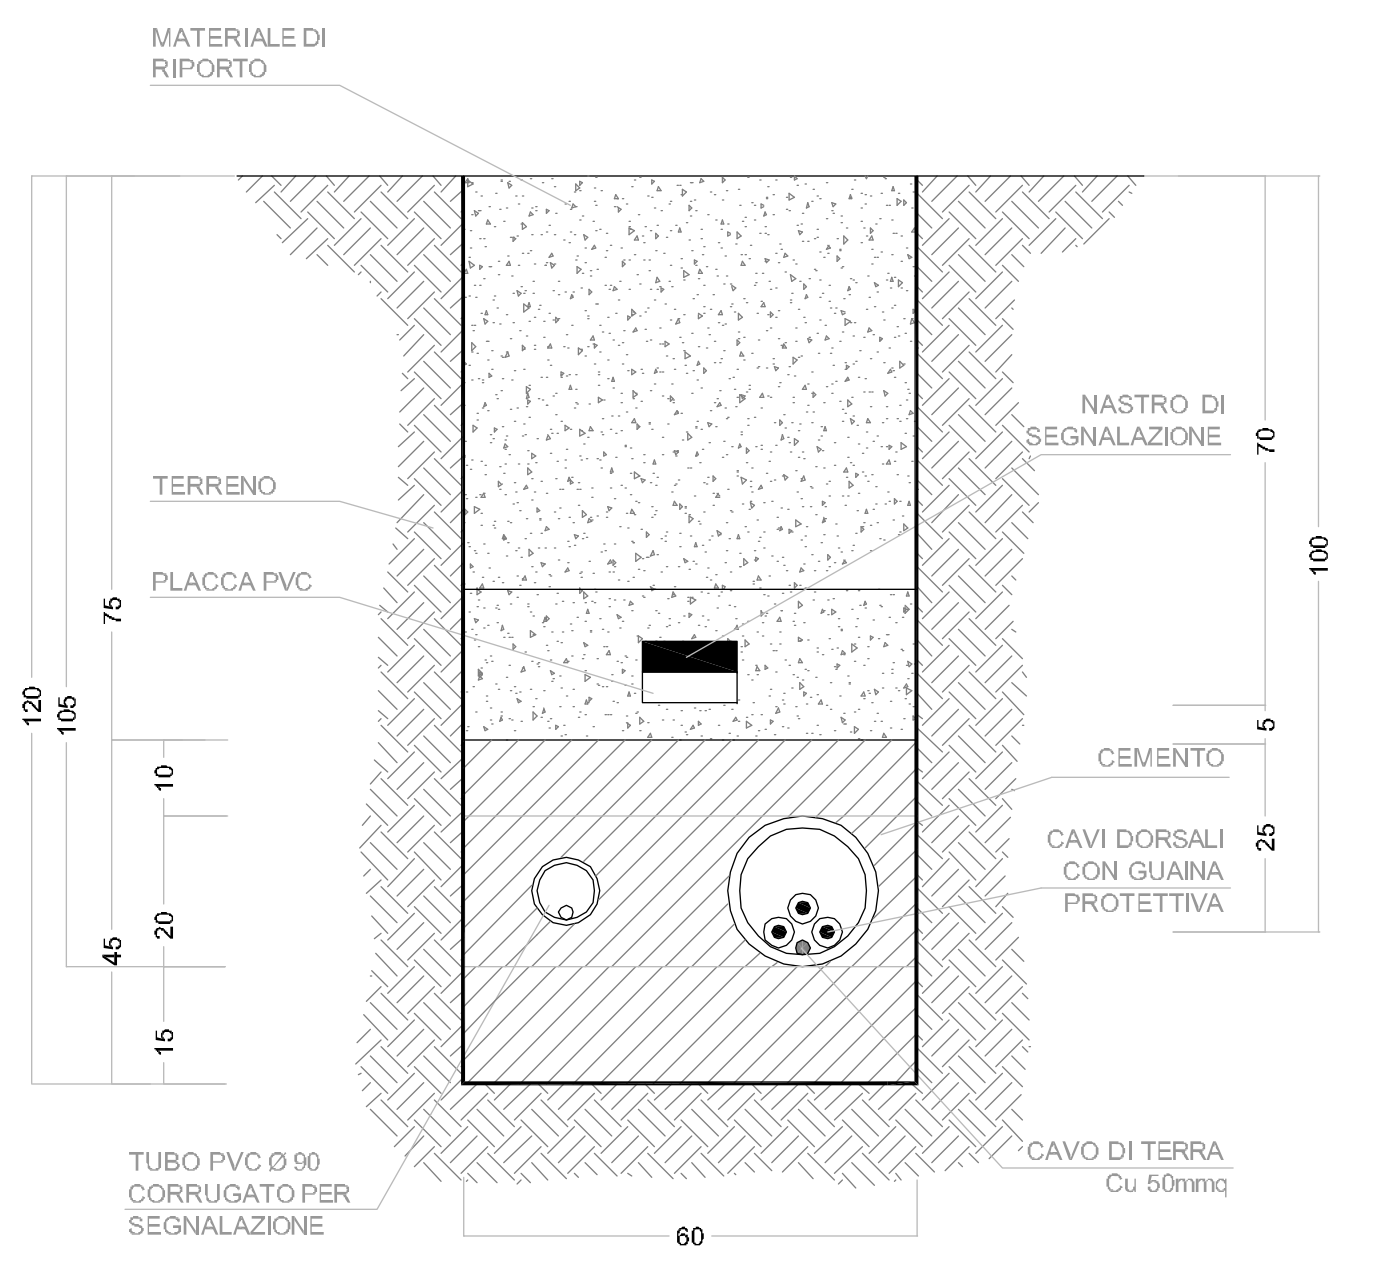 MATERIALE DI
RIPORTO
NASTRO DI
SEGNALAZIONE
70
TERRENO
100
PLACCA PVC
75
120
105
5
CEMENTO
10
CAVI DORSALI
CON GUAINA
PROTETTIVA
25
20
45
15
CAVO DI TERRA
Cu 50mmq
TUBO PVC Ø 90
CORRUGATO PER
SEGNALAZIONE
60